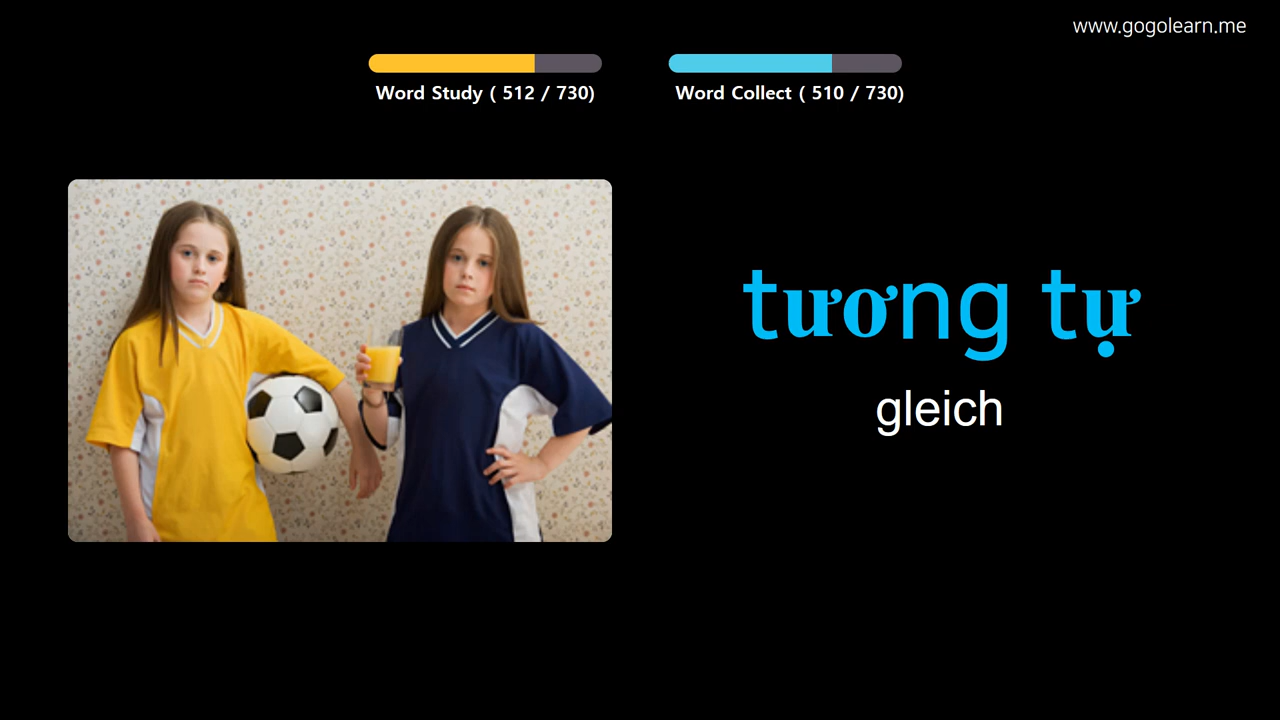 www.gogolearn.me
Word Study ( 512 / 730)
Word Collect ( 510 / 730)
tương tự
gleich